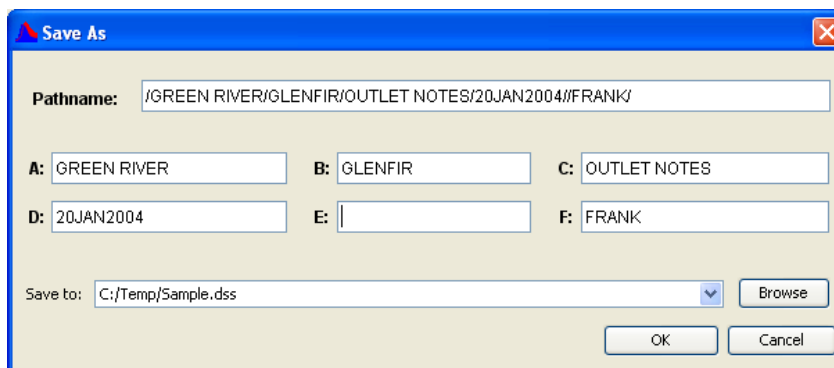 Save As
Pathname: /GREEN RIVER/GLENFIR/OUTLET NOTES/20JAN2004//FRANK/
A: GREEN RIVER B: GLENFIR C: OUTLET NOTES
D: 20JAN2004 E: F: FRANK
Save to: C:/Temp/Sample.dss Browse
OK Cancel